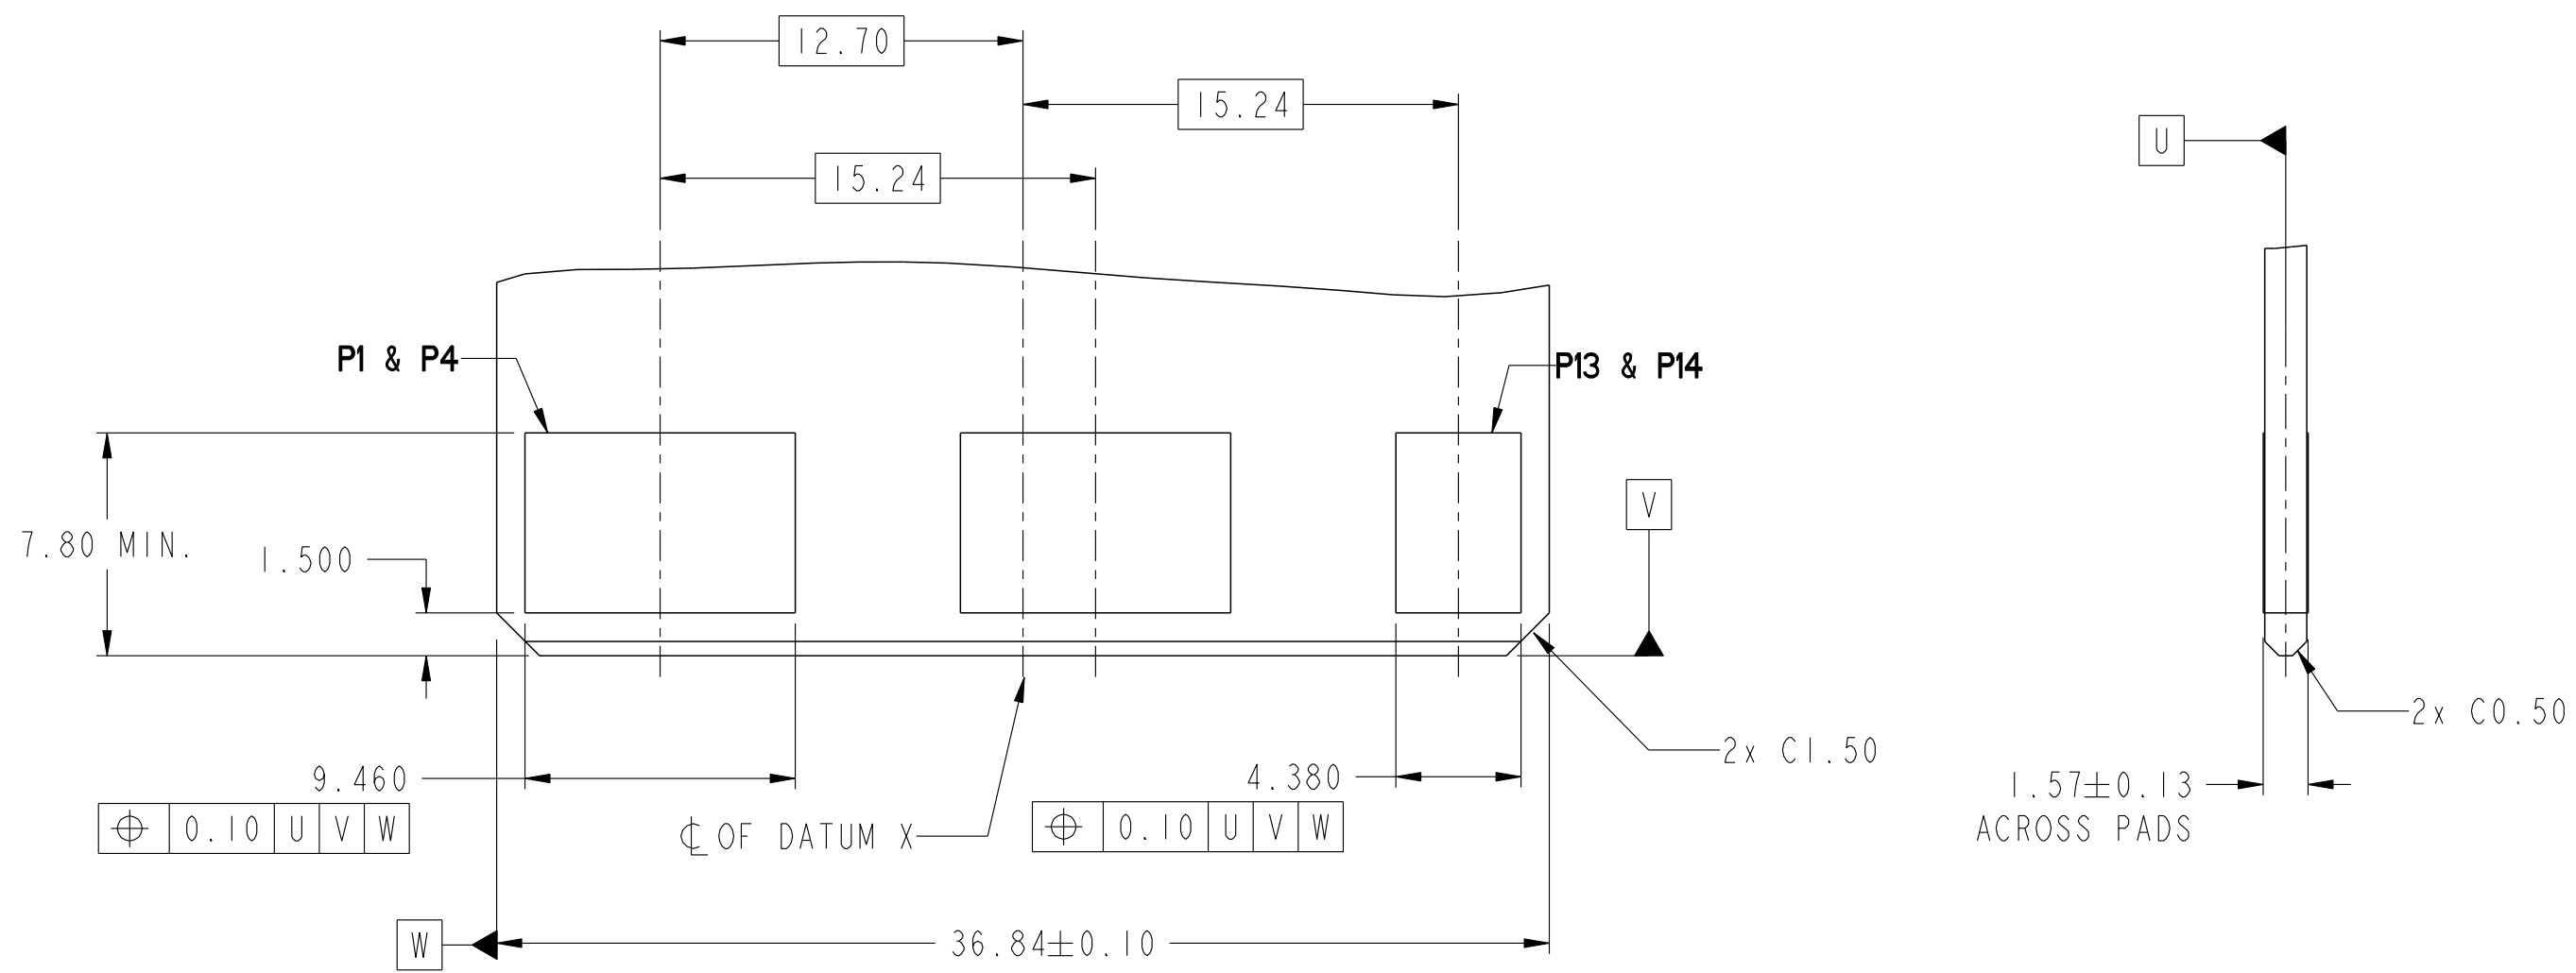 12.70
15.24
15.24
U
P1 & P4
P13 & P14
V
7.80 MIN.
1.500
2x C0.50
2x C1.50
9.460
4.380
1.57±0.13
ACROSS PADS
⌖ 0.10 U V W
℄ OF DATUM X
⌖ 0.10 U V W
W
36.84±0.10